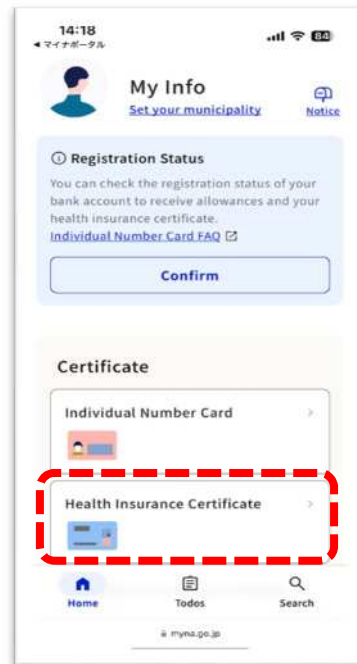 14:18
84
◀ マイナポータル
My Info
Set your municipality
Notice
Registration Status
You can check the registration status of your
bank account to receive allowances and your
health insurance certificate.
Individual Number Card FAQ
Confirm
Certificate
Individual Number Card
Health Insurance Certificate
Home
Todos
Search
myna.go.jp